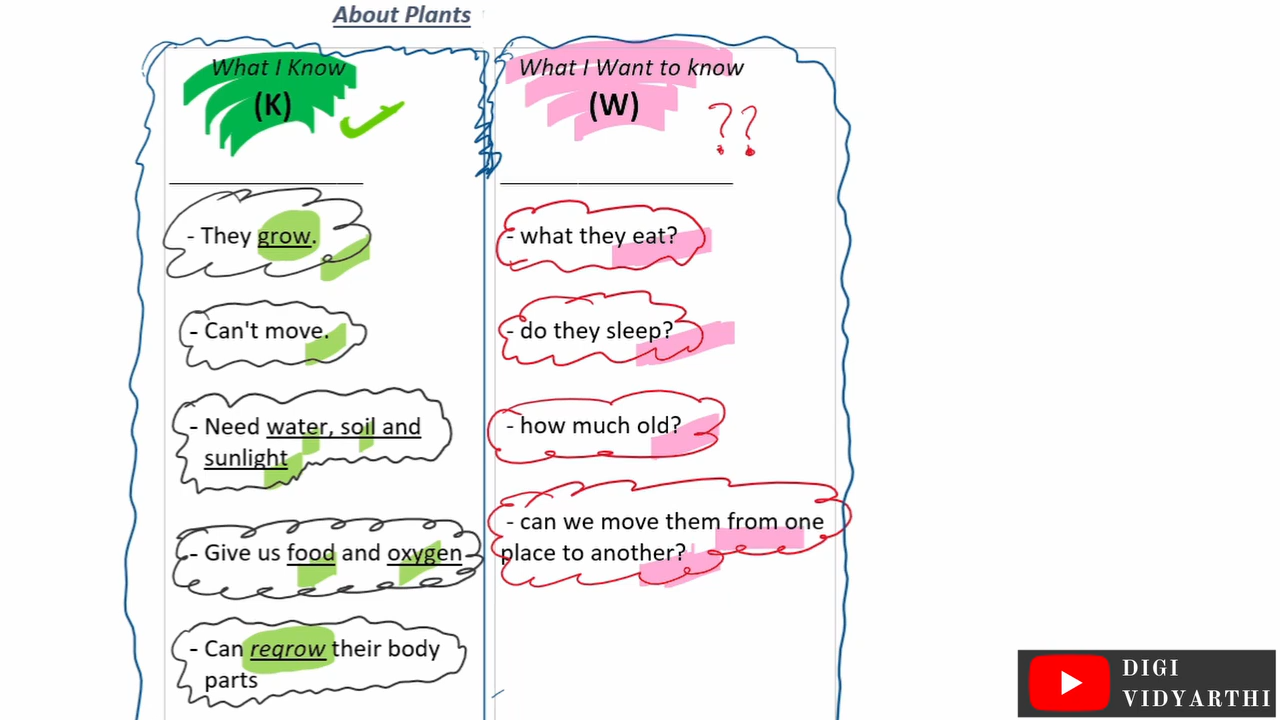 About Plants
What I Know
(K)
- They grow.
- Can't move.
- Need water, soil and
sunlight
- Give us food and oxygen
- Can regrow their body
parts
What I Want to know
(W)
??
- what they eat?
- do they sleep?
- how much old?
- can we move them from one
place to another?
DIGI
VIDYARTHI